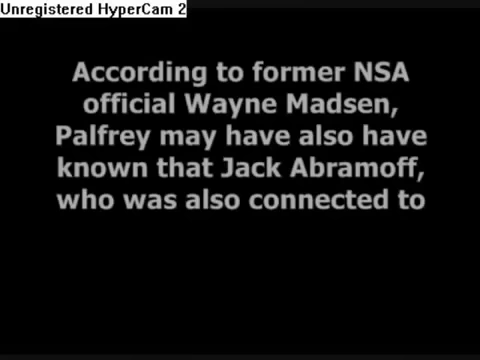 Unregistered HyperCam 2
According to former NSA
official Wayne Madsen,
Palfrey may have also have
known that Jack Abramoff,
who was also connected to